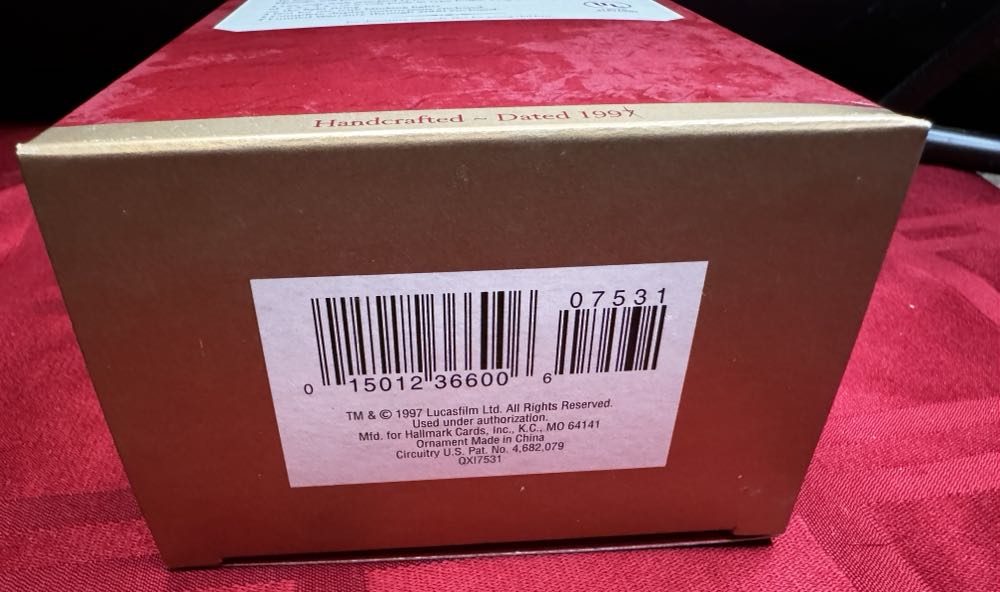 Handcrafted ~ Dated 1997
07531
0 15012 36600 6
TM & © 1997 Lucasfilm Ltd. All Rights Reserved.
Used under authorization.
Mfd. for Hallmark Cards, Inc., K.C., MO 64141
Ornament Made in China
Circuitry U.S. Pat. No. 4,682,079
QXI7531